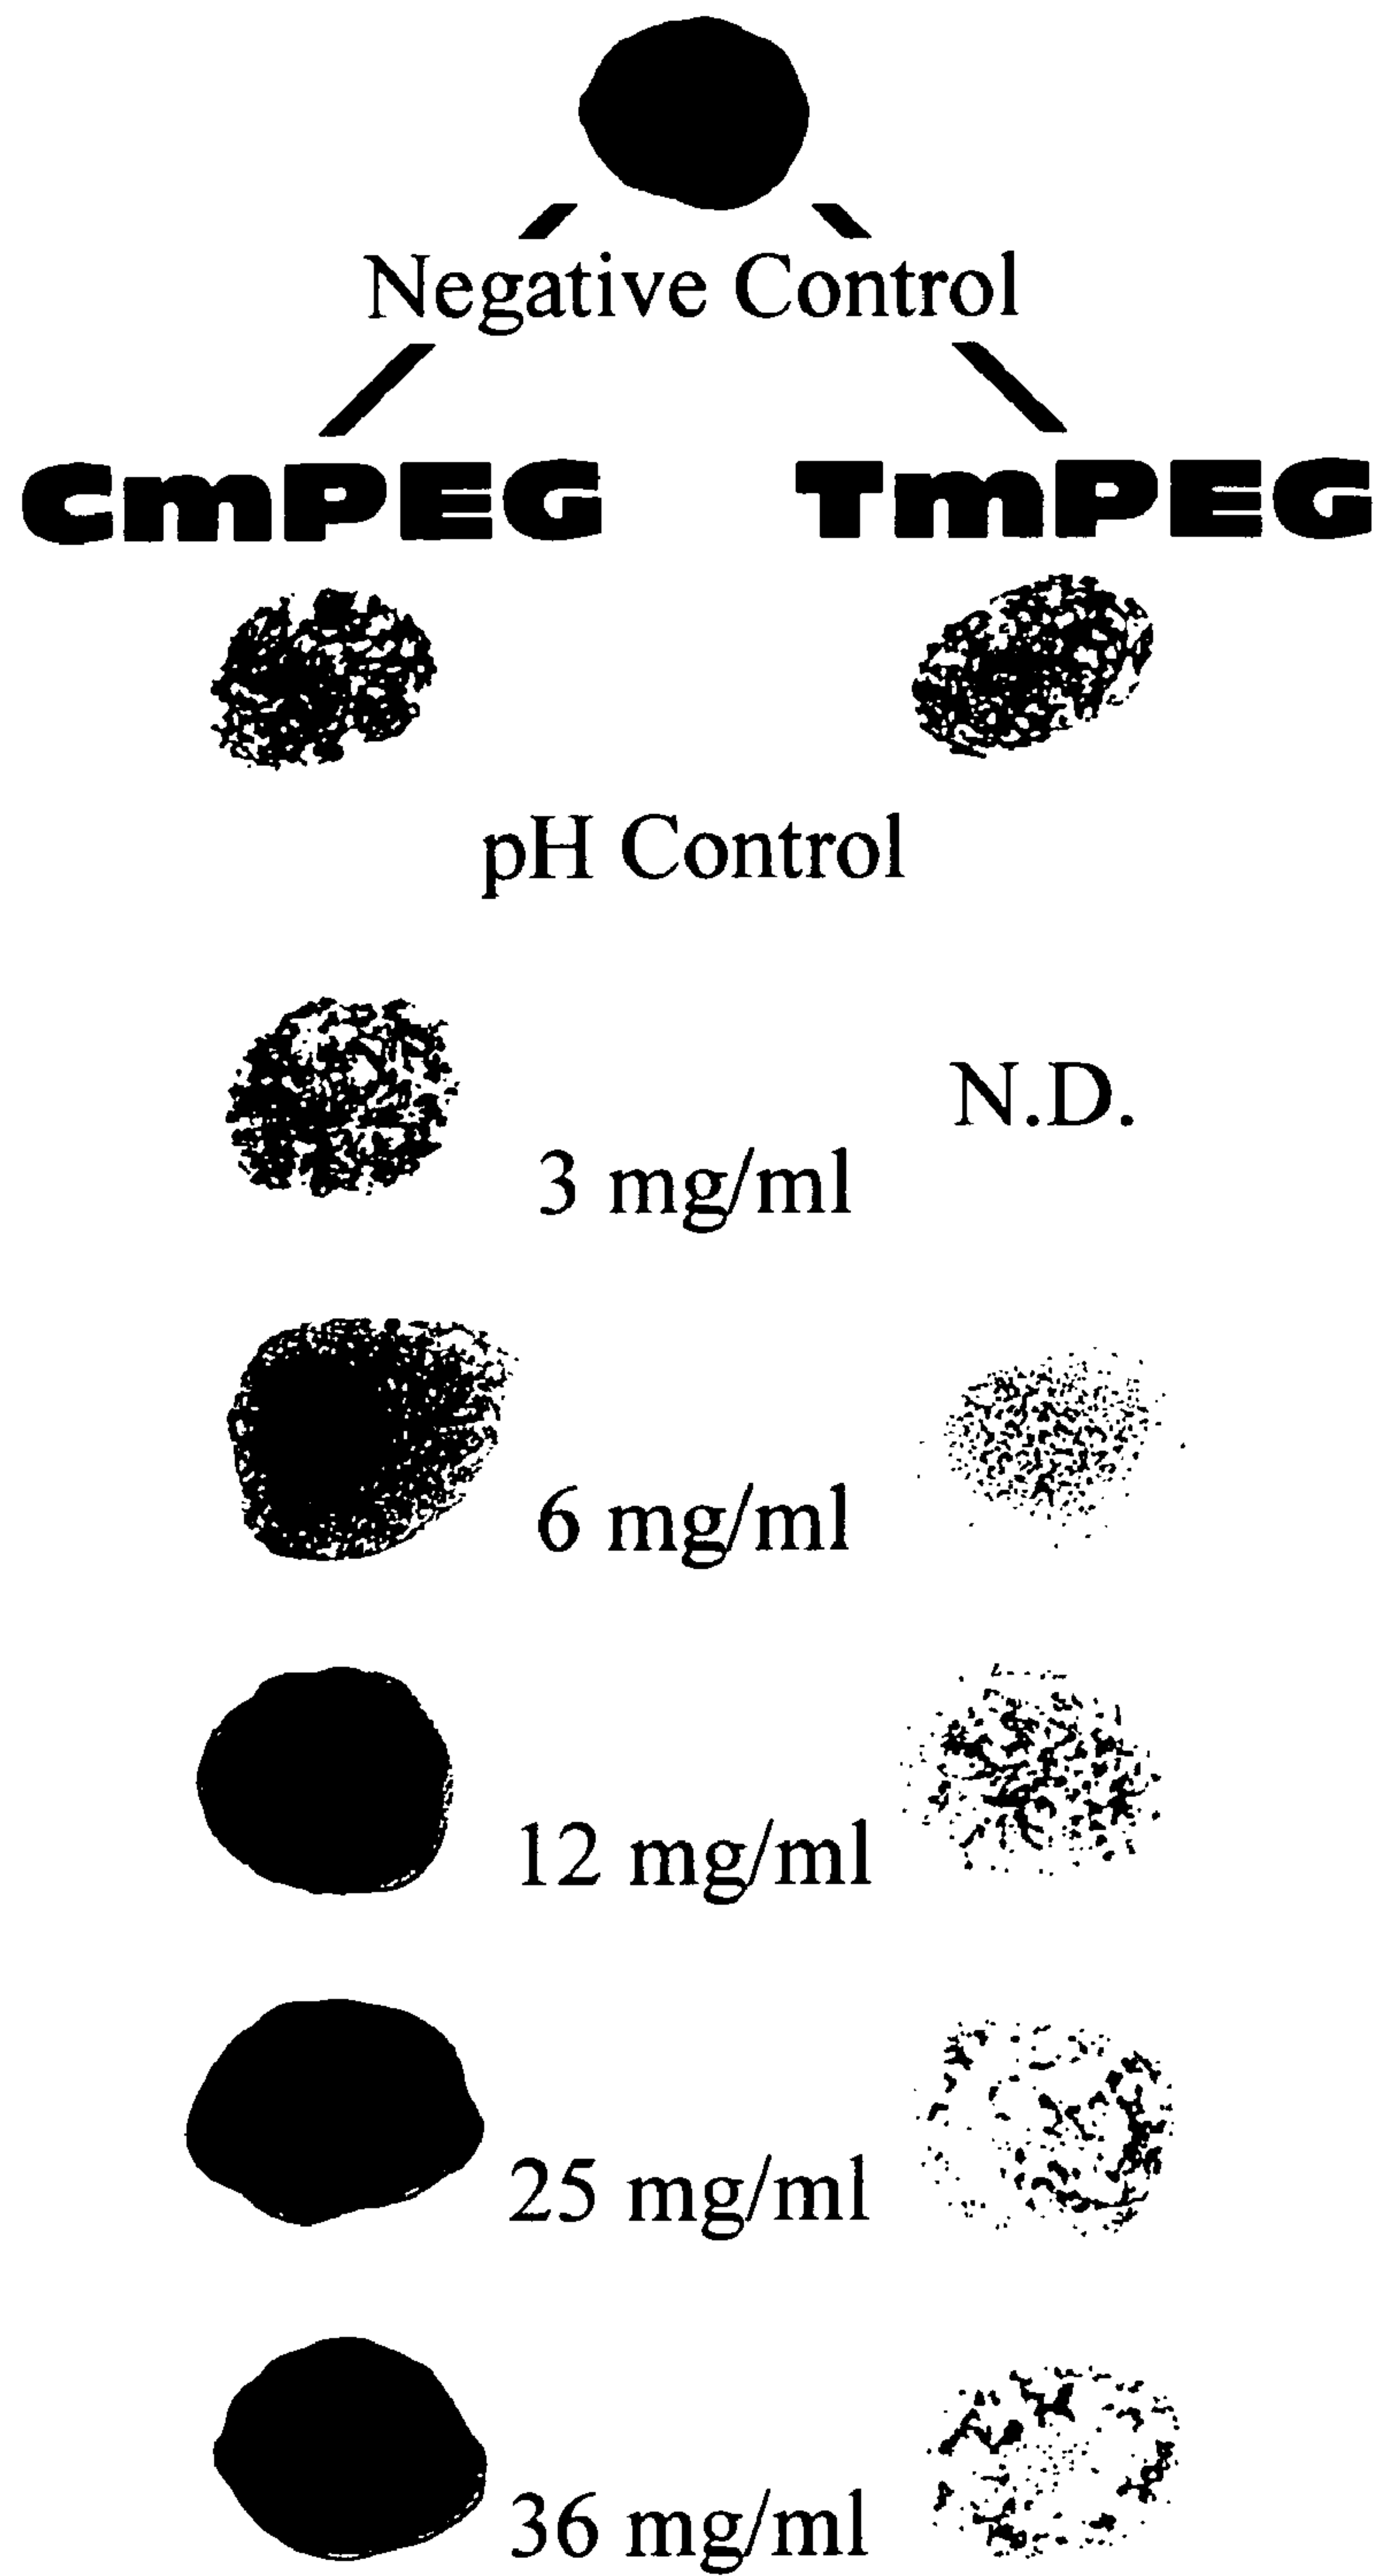 Negative Control
CmPEG TmPEG
pH Control
N.D.
3 mg/ml
6 mg/ml
12 mg/ml
25 mg/ml
36 mg/ml